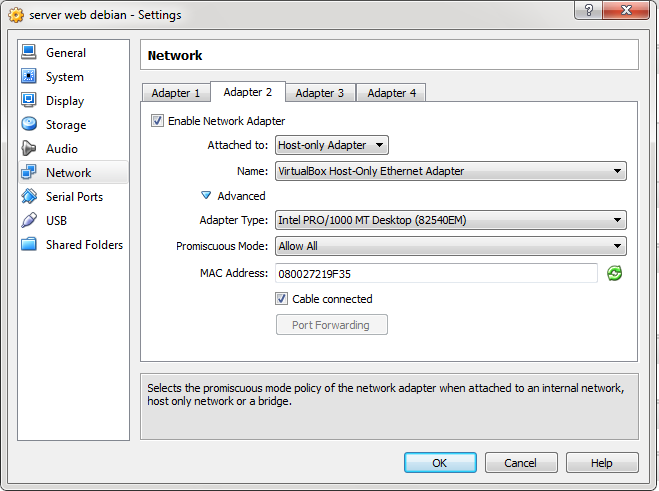 server web debian - Settings
General
System
Display
Storage
Audio
Network
Serial Ports
USB
Shared Folders
Network
Adapter 1 Adapter 2 Adapter 3 Adapter 4
Enable Network Adapter
Attached to: Host-only Adapter
Name: VirtualBox Host-Only Ethernet Adapter
Advanced
Adapter Type: Intel PRO/1000 MT Desktop (82540EM)
Promiscuous Mode: Allow All
MAC Address: 080027219F35
Cable connected
Port Forwarding
Selects the promiscuous mode policy of the network adapter when attached to an internal network,
host only network or a bridge.
OK Cancel Help